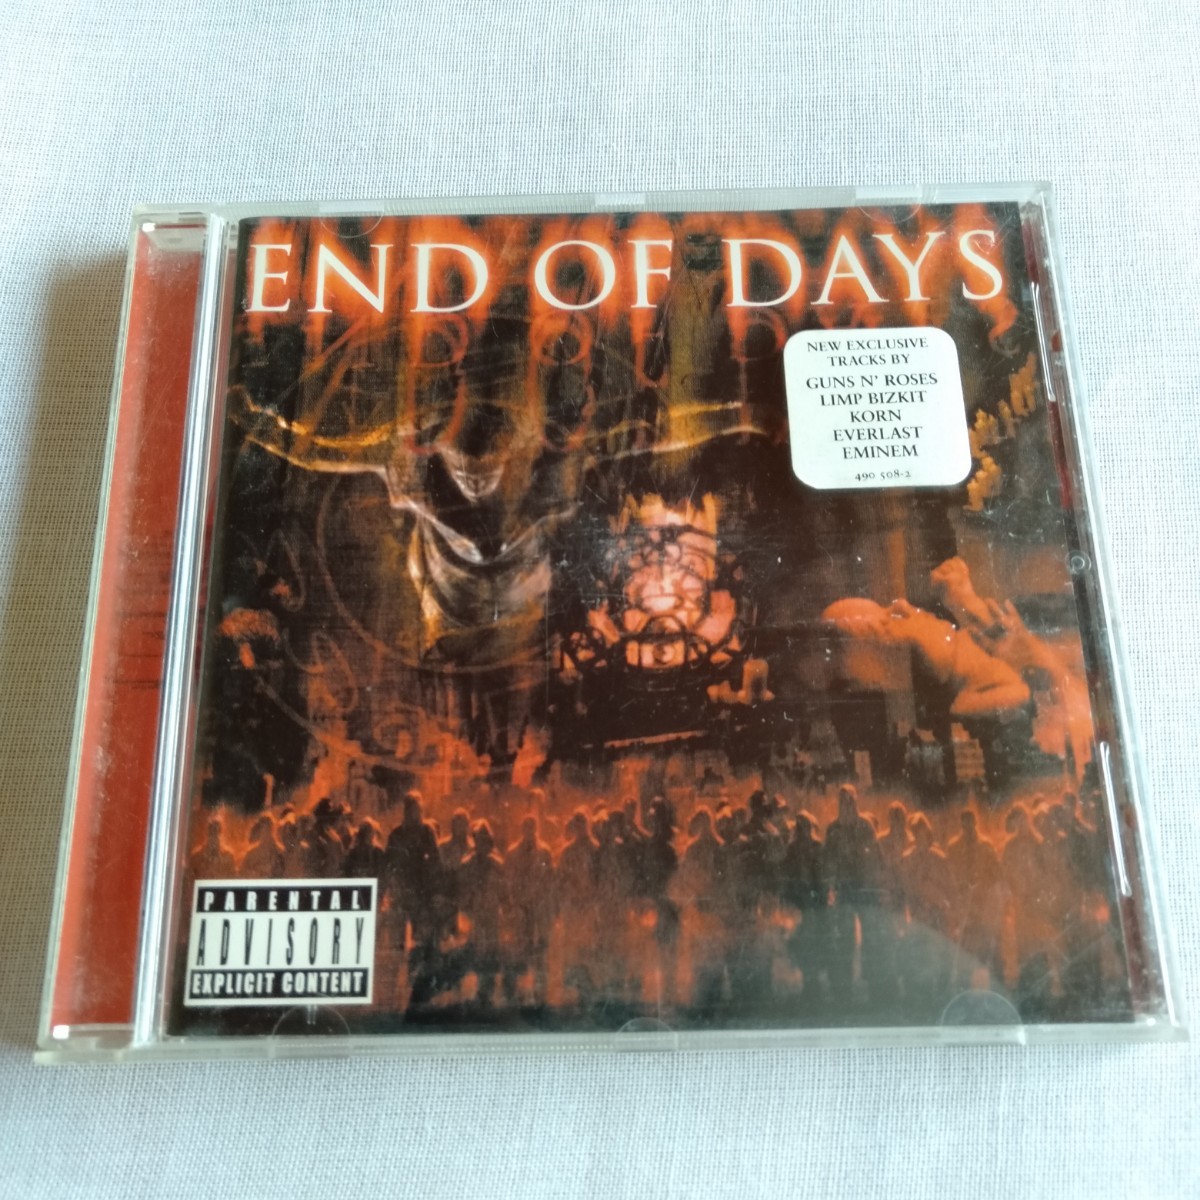 END OF DAYS
NEW EXCLUSIVE
TRACKS BY
GUNS N' ROSES
LIMP BIZKIT
KORN
EVERLAST
EMINEM
490 508-2
PARENTAL
ADVISORY
EXPLICIT CONTENT